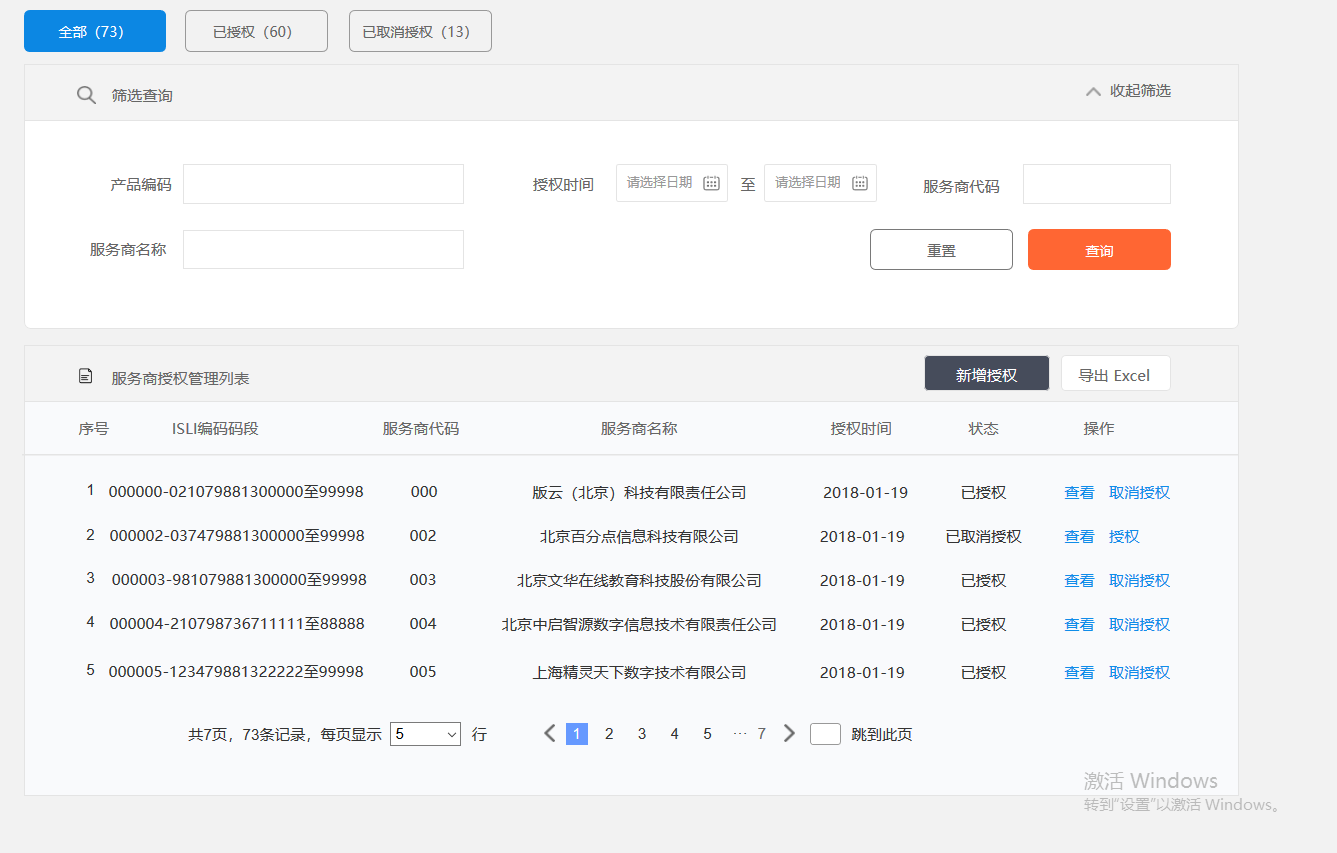 全部（73） 已授权（60） 已取消授权（13）
筛选查询 收起筛选
产品编码 授权时间 请选择日期 至 请选择日期 服务商代码
服务商名称 重置 查询
服务商授权管理列表 新增授权 导出 Excel
序号 ISLI编码码段 服务商代码 服务商名称 授权时间 状态 操作
1 000000-021079881300000至99998 000 版云（北京）科技有限责任公司 2018-01-19 已授权 查看 取消授权
2 000002-037479881300000至99998 002 北京百分点信息科技有限公司 2018-01-19 已取消授权 查看 授权
3 000003-981079881300000至99998 003 北京文华在线教育科技股份有限公司 2018-01-19 已授权 查看 取消授权
4 000004-210798736711111至88888 004 北京中启智源数字信息技术有限责任公司 2018-01-19 已授权 查看 取消授权
5 000005-123479881322222至99998 005 上海精灵天下数字技术有限公司 2018-01-19 已授权 查看 取消授权
共7页，73条记录，每页显示 5 行 1 2 3 4 5 ··· 7 跳到此页
激活 Windows
转到"设置"以激活 Windows。